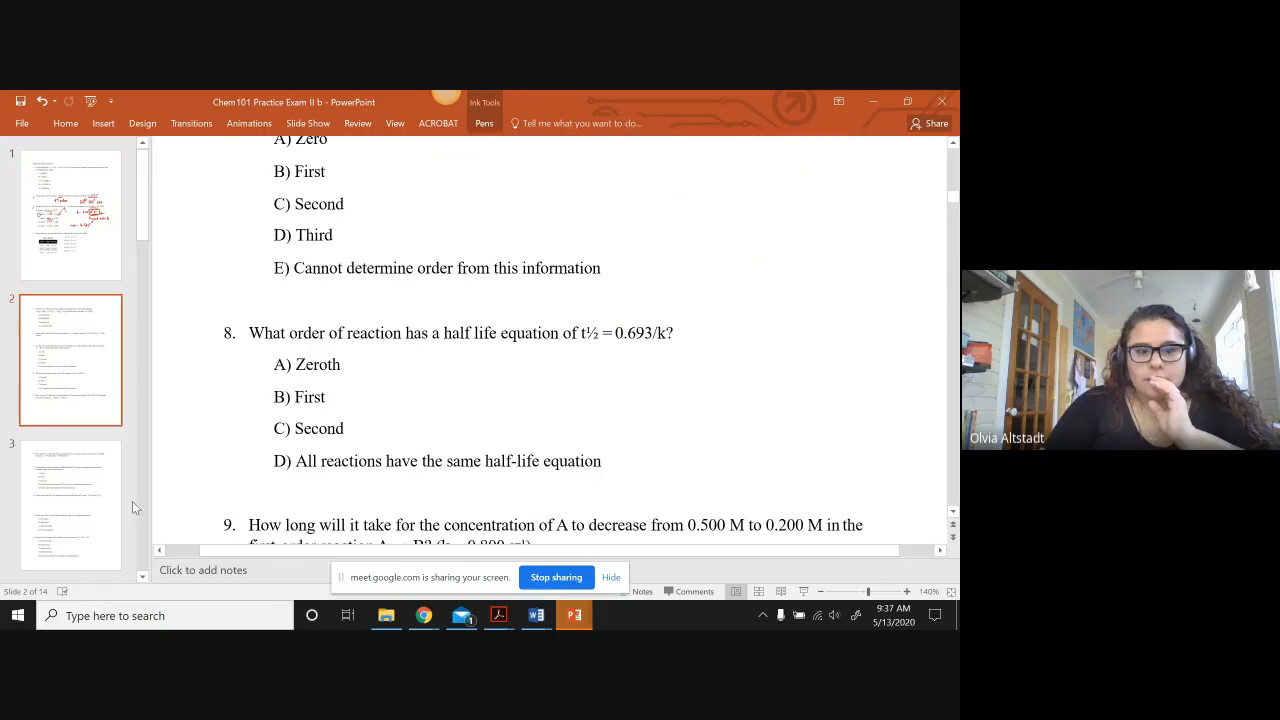 Chem101 Practice Exam II b - PowerPoint
Ink Tools
File
Home
Insert
Design
Transitions
Animations
Slide Show
Review
View
ACROBAT
Pens
Tell me what you want to do...
Share
1
2
3
A) Zero
B) First
C) Second
D) Third
E) Cannot determine order from this information
8. What order of reaction has a half life equation of t½ = 0.693/k?
A) Zeroth
B) First
C) Second
D) All reactions have the same half-life equation
9. How long will it take for the concentration of A to decrease from 0.500 M to 0.200 M in the
Olvia Altstadt
Click to add notes
meet.google.com is sharing your screen.
Stop sharing
Hide
Slide 2 of 14
Notes
Comments
140%
Type here to search
1
9:37 AM
5/13/2020